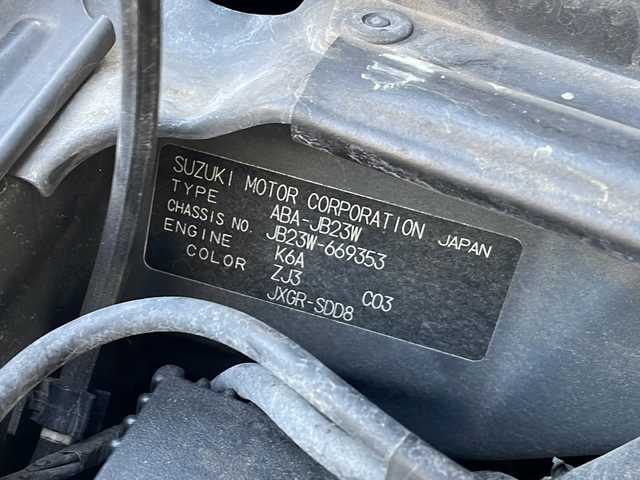 SUZUKI MOTOR CORPORATION JAPAN
TYPE ABA-JB23W
CHASSIS NO. JB23W-669353
ENGINE K6A
COLOR ZJ3 C03
JXGR-SDD8